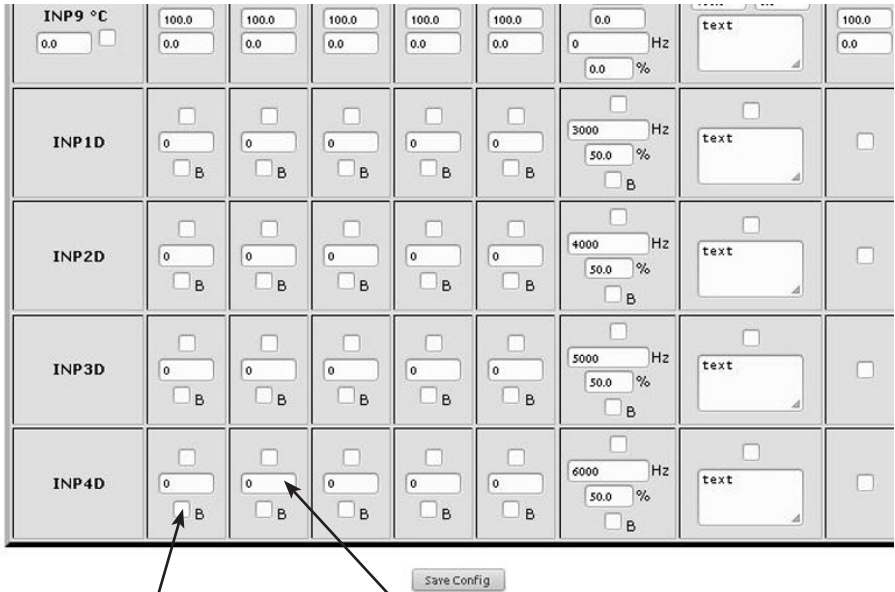 INP9 °C 100.0 100.0 100.0 100.0 100.0 0.0 text 100.0
0.0 0.0 0.0 0.0 0.0 0.0 0 Hz 0.0
0.0 %
INP1D
0 0 0 0 0 3000 Hz text
50.0 %
B B B B B B
INP2D
0 0 0 0 0 4000 Hz text
50.0 %
B B B B B B
INP3D
0 0 0 0 0 5000 Hz text
50.0 %
B B B B B B
INP4D
0 0 0 0 0 6000 Hz text
50.0 %
B B B B B B
Save Config